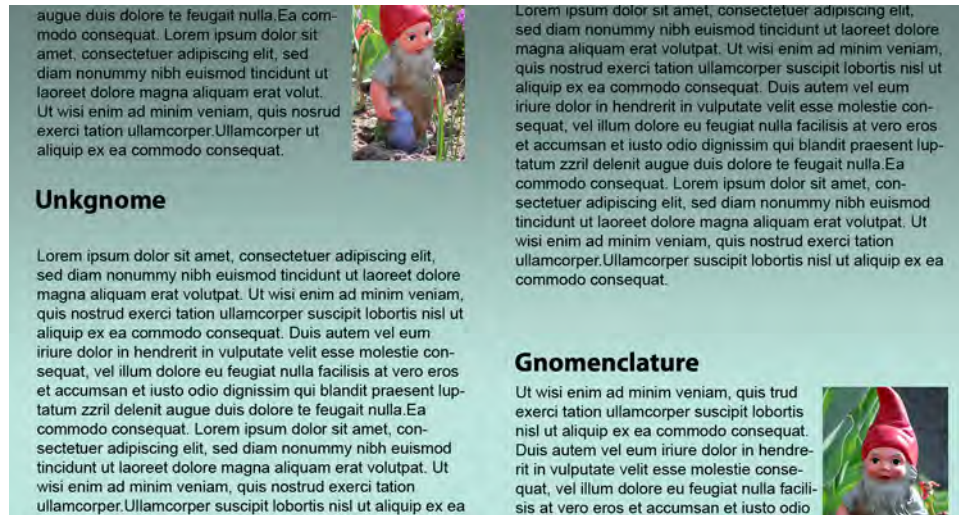 augue duis dolore te feugait nulla.Ea com-
modo consequat. Lorem ipsum dolor sit
amet, consectetuer adipiscing elit, sed
diam nonummy nibh euismod tincidunt ut
laoreet dolore magna aliquam erat volut.
Ut wisi enim ad minim veniam, quis nosrud
exerci tation ullamcorper.Ullamcorper ut
aliquip ex ea commodo consequat.
Unkgnome
Lorem ipsum dolor sit amet, consectetuer adipiscing elit,
sed diam nonummy nibh euismod tincidunt ut laoreet dolore
magna aliquam erat volutpat. Ut wisi enim ad minim veniam,
quis nostrud exerci tation ullamcorper suscipit lobortis nisl ut
aliquip ex ea commodo consequat. Duis autem vel eum
iriure dolor in hendrerit in vulputate velit esse molestie con-
sequat, vel illum dolore eu feugiat nulla facilisis at vero eros
et accumsan et iusto odio dignissim qui blandit praesent lup-
tatum zzril delenit augue duis dolore te feugait nulla.Ea
commodo consequat. Lorem ipsum dolor sit amet, con-
sectetuer adipiscing elit, sed diam nonummy nibh euismod
tincidunt ut laoreet dolore magna aliquam erat volutpat. Ut
wisi enim ad minim veniam, quis nostrud exerci tation
ullamcorper.Ullamcorper suscipit lobortis nisl ut aliquip ex ea
Lorem ipsum dolor sit amet, consectetuer adipiscing elit,
sed diam nonummy nibh euismod tincidunt ut laoreet dolore
magna aliquam erat volutpat. Ut wisi enim ad minim veniam,
quis nostrud exerci tation ullamcorper suscipit lobortis nisl ut
aliquip ex ea commodo consequat. Duis autem vel eum
iriure dolor in hendrerit in vulputate velit esse molestie con-
sequat, vel illum dolore eu feugiat nulla facilisis at vero eros
et accumsan et iusto odio dignissim qui blandit praesent lup-
tatum zzril delenit augue duis dolore te feugait nulla.Ea
commodo consequat. Lorem ipsum dolor sit amet, con-
sectetuer adipiscing elit, sed diam nonummy nibh euismod
tincidunt ut laoreet dolore magna aliquam erat volutpat. Ut
wisi enim ad minim veniam, quis nostrud exerci tation
ullamcorper.Ullamcorper suscipit lobortis nisl ut aliquip ex ea
commodo consequat.
Gnomenclature
Ut wisi enim ad minim veniam, quis trud
exerci tation ullamcorper suscipit lobortis
nisl ut aliquip ex ea commodo consequat.
Duis autem vel eum iriure dolor in hendre-
rit in vulputate velit esse molestie conse-
quat, vel illum dolore eu feugiat nulla facili-
sis at vero eros et accumsan et iusto odio